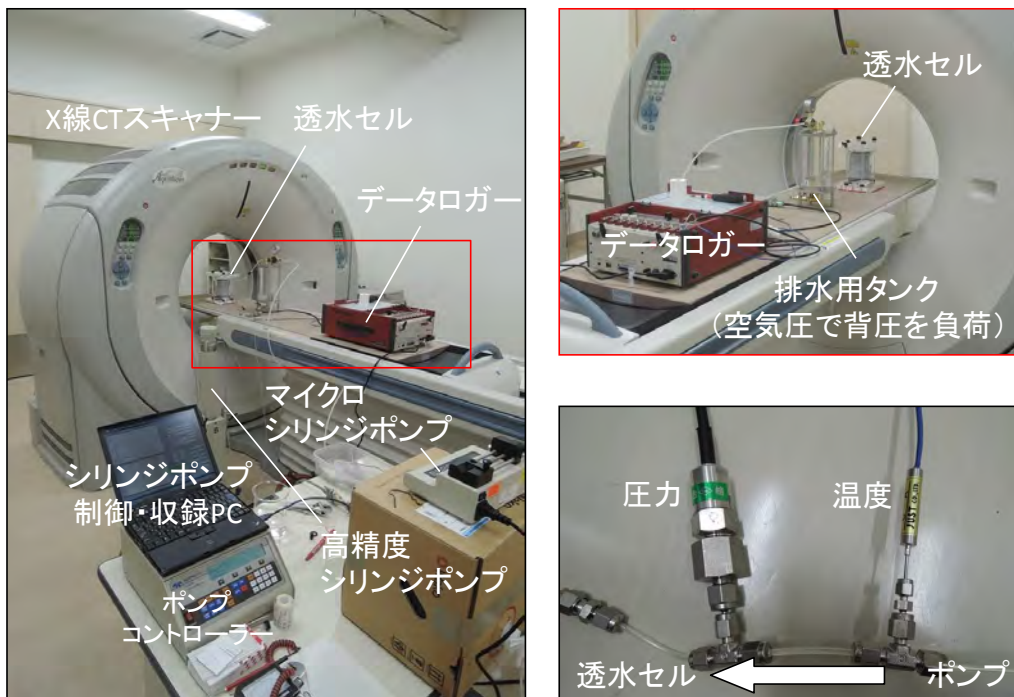 X線CTスキャナー
透水セル
データロガー
マイクロ
シリンジポンプ
シリンジポンプ
制御・収録PC
高精度
シリンジポンプ
ポンプ
コントローラー
透水セル
データロガー
排水用タンク
（空気圧で背圧を負荷）
圧力
温度
透水セル
ポンプ